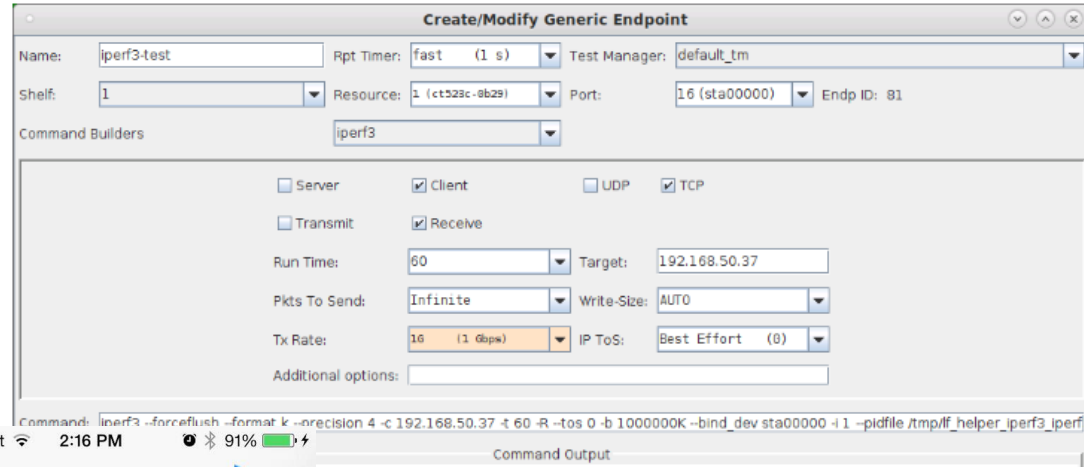 Create/Modify Generic Endpoint
Name: iperf3-test Rpt Timer: fast (1 s) Test Manager: default_tm
Shelf: 1 Resource: 1 (ct523c-0b29) Port: 16 (sta00000) Endp ID: 81
Command Builders iperf3
Server Client UDP TCP
Transmit Receive
Run Time: 60 Target: 192.168.50.37
Pkts To Send: Infinite Write-Size: AUTO
Tx Rate: 1G (1 Gbps) IP ToS: Best Effort (0)
Additional options:
Command: iperf3 --forceflush --format k --precision 4 -c 192.168.50.37 -t 60 -R --tos 0 -b 1000000K --bind_dev sta00000 -i 1 --pidfile /tmp/lf_helper_iperf3_iperf
2:16 PM 91%
Command Output